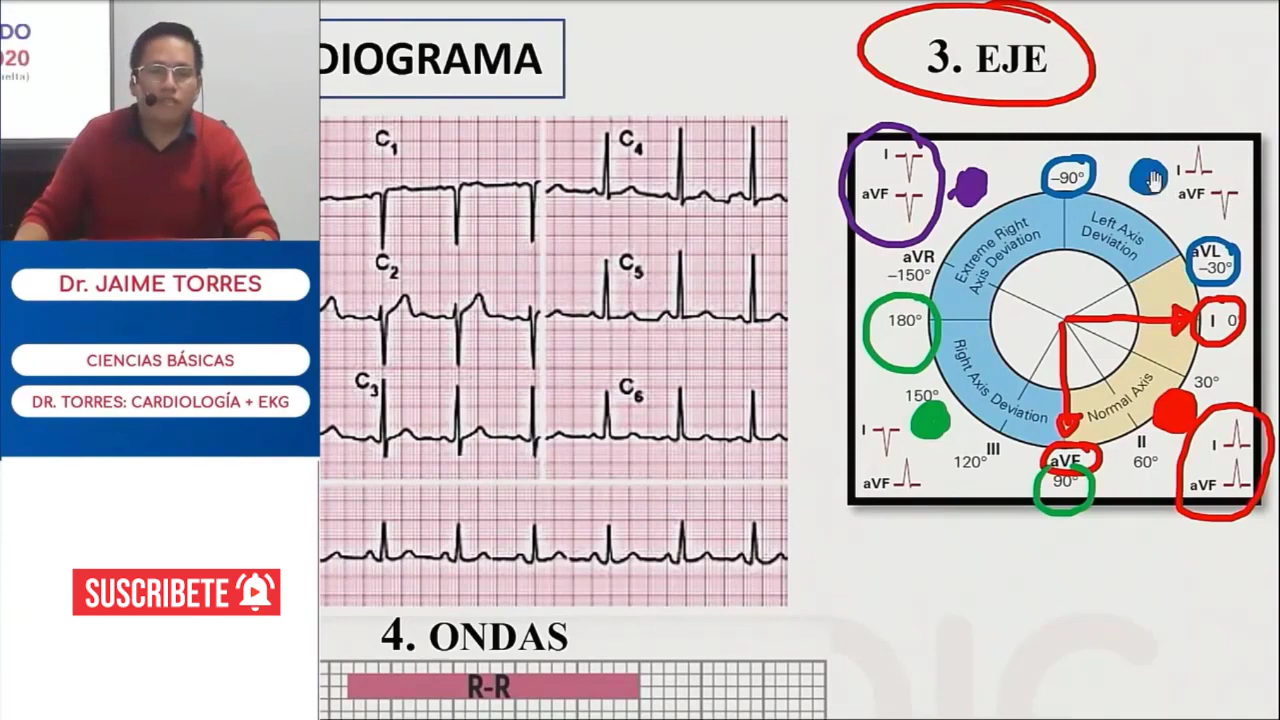 DO
020
uelta)
Dr. JAIME TORRES
CIENCIAS BÁSICAS
DR. TORRES: CARDIOLOGÍA + EKG
SUSCRIBETE
DIOGRAMA
C1
C4
C2
C5
C3
C6
4. ONDAS
R-R
3. EJE
I
aVF
-90°
I
aVF
Extreme Right
Axis Deviation
Left Axis
Deviation
aVR
-150°
aVL
-30°
180°
I 0
150°
Right Axis Deviation
Normal Axis
30°
I
aVF
120°
III
aVF
90°
II
60°
I
aVF